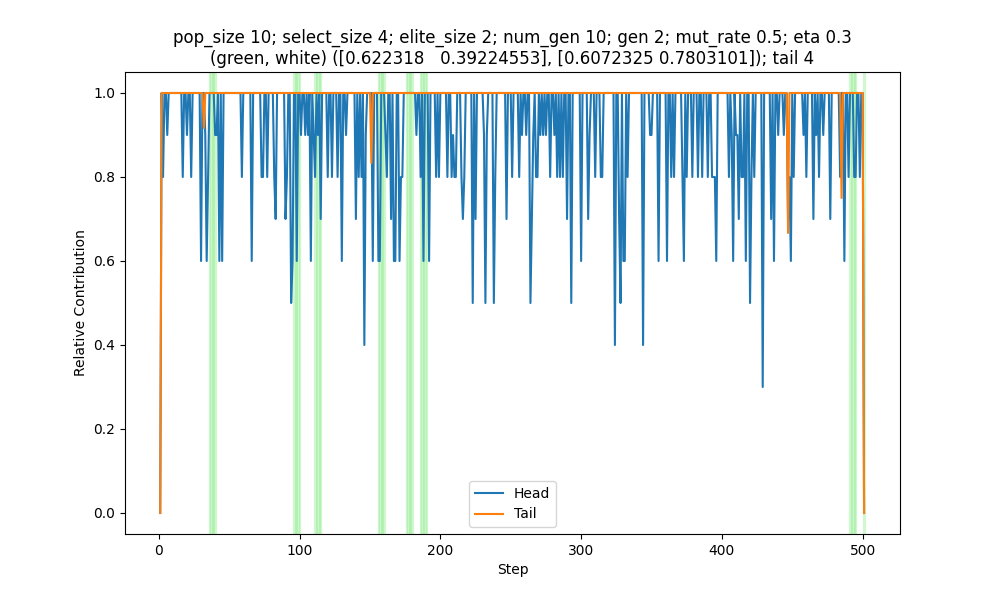 pop_size 10; select_size 4; elite_size 2; num_gen 10; gen 2; mut_rate 0.5; eta 0.3
(green, white) ([0.622318   0.39224553], [0.6072325 0.7803101]); tail 4
1.0
0.8
0.6
0.4
0.2
0.0
Relative Contribution
Head
Tail
0
100
200
300
400
500
Step